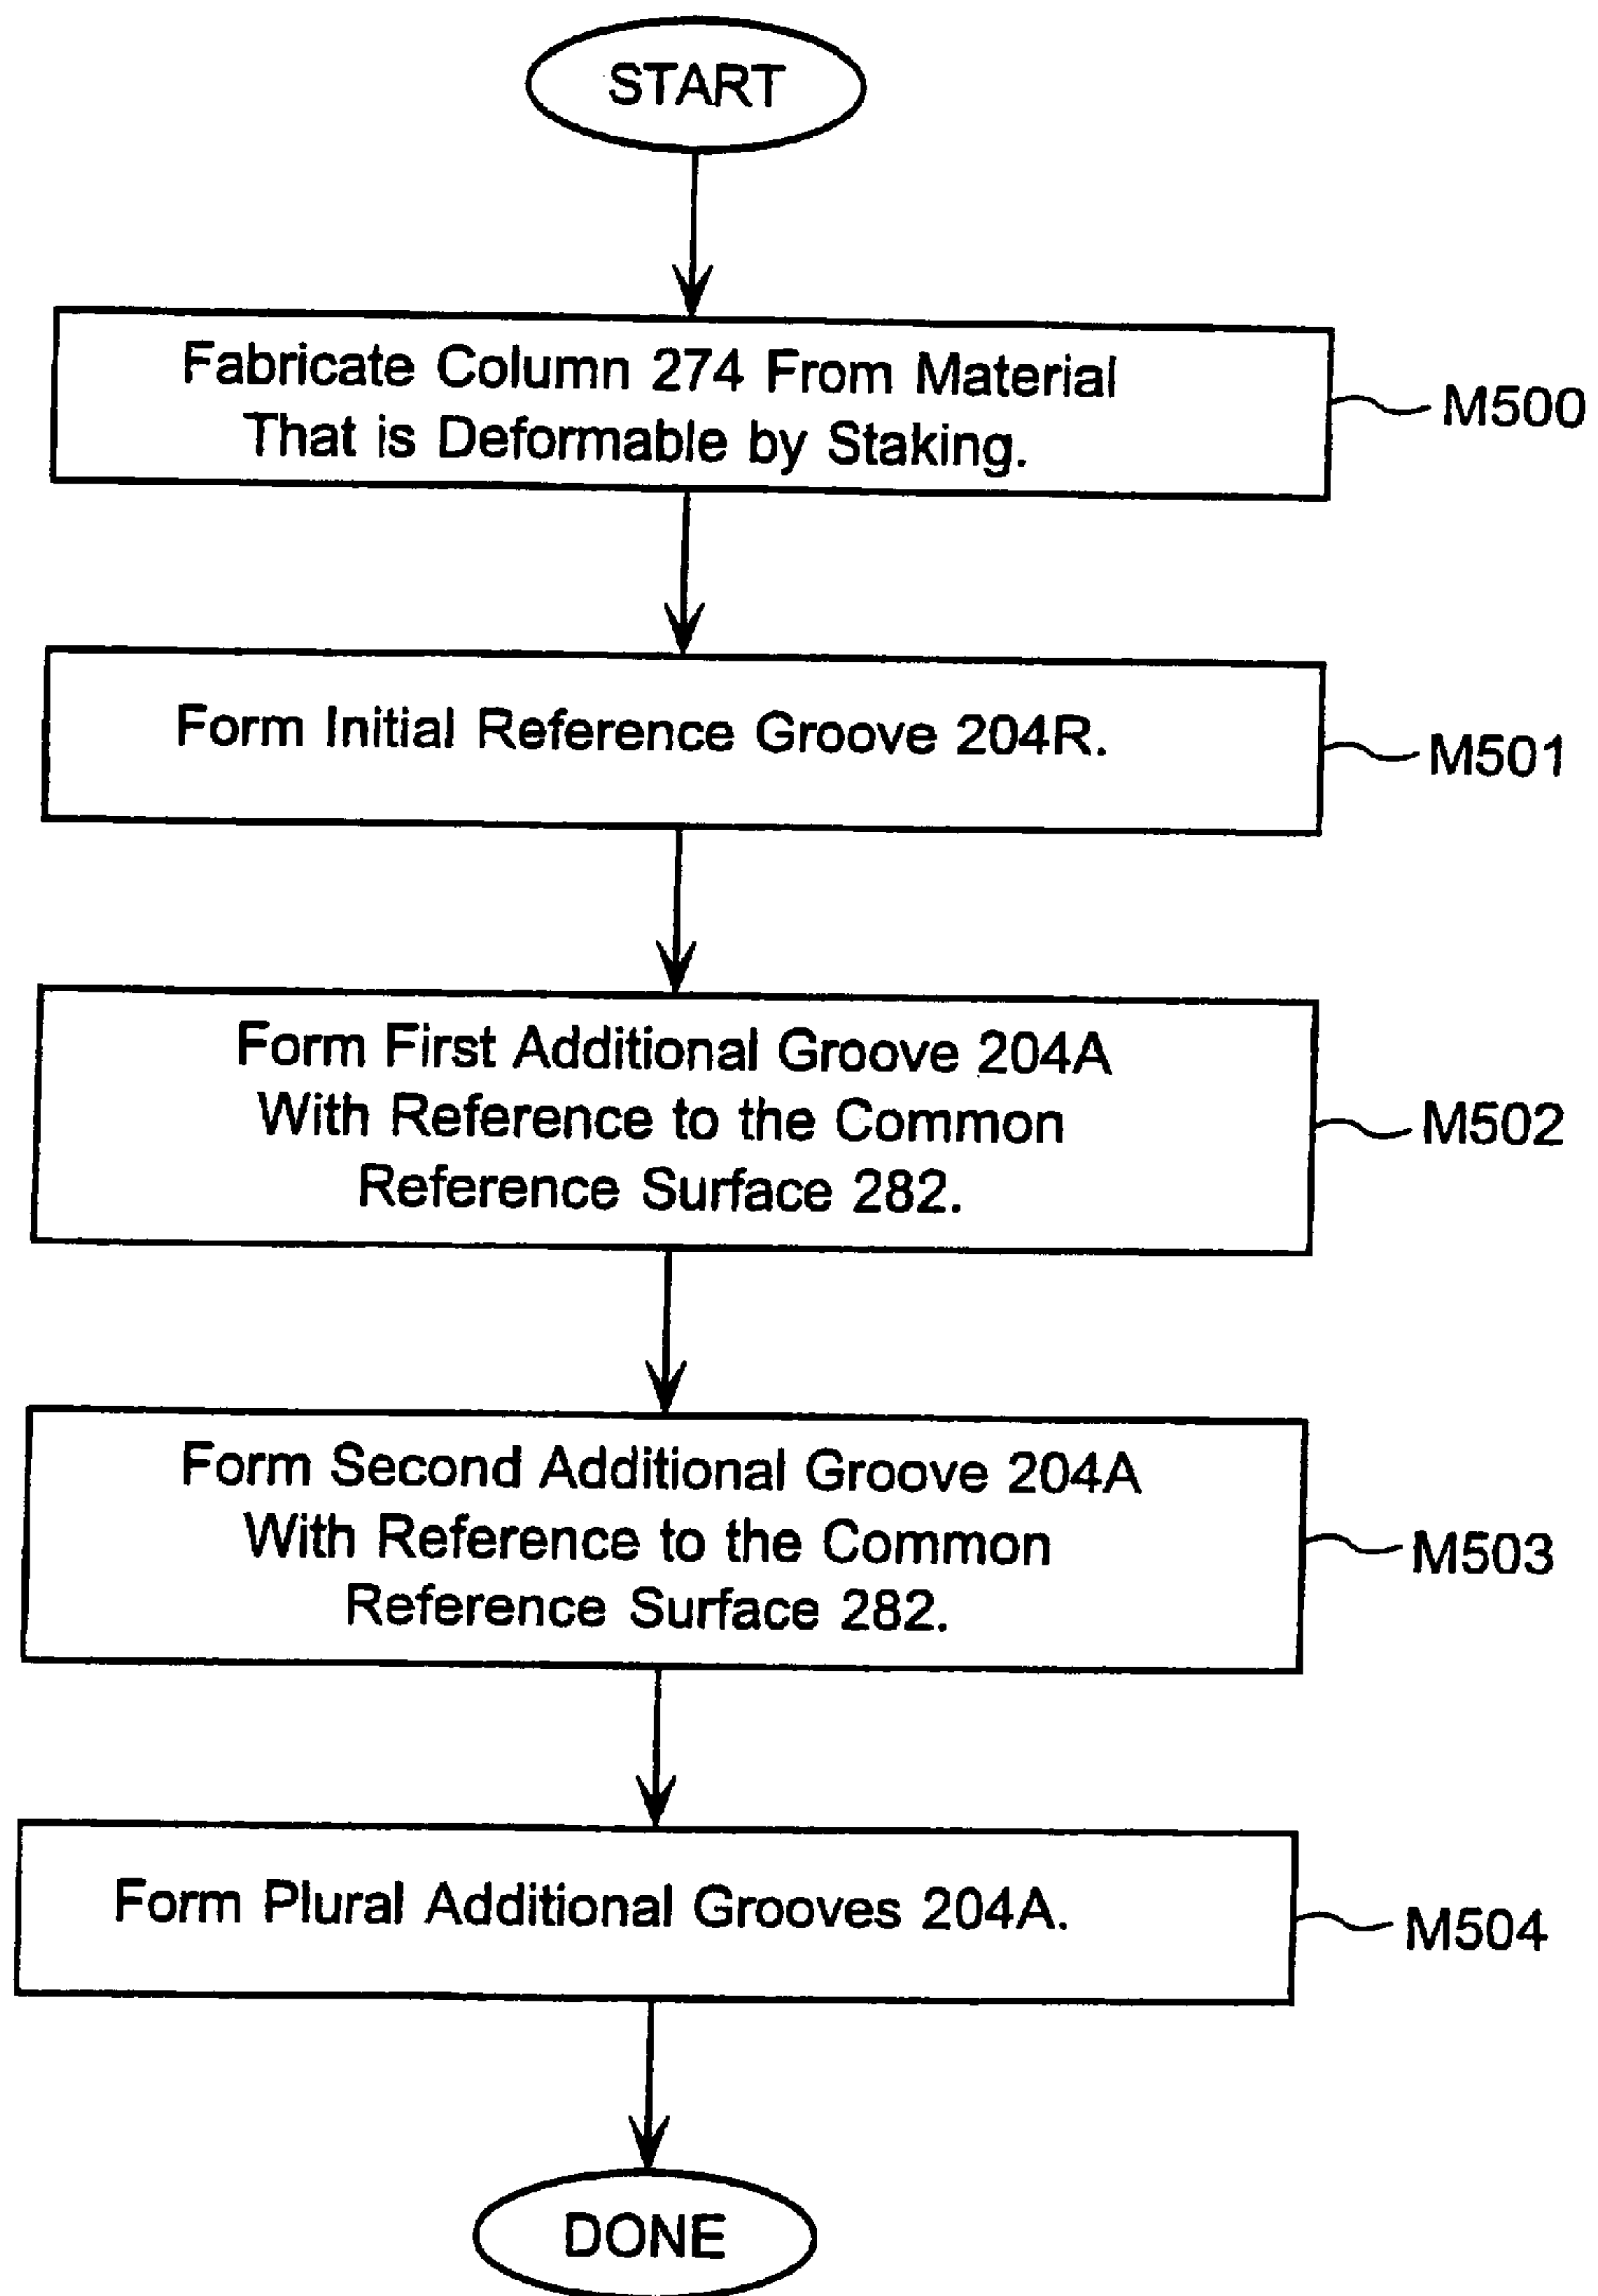 START
Fabricate Column 274 From Material
That is Deformable by Staking.
M500
Form Initial Reference Groove 204R.
M501
Form First Additional Groove 204A
With Reference to the Common
Reference Surface 282.
M502
Form Second Additional Groove 204A
With Reference to the Common
Reference Surface 282.
M503
Form Plural Additional Grooves 204A.
M504
DONE